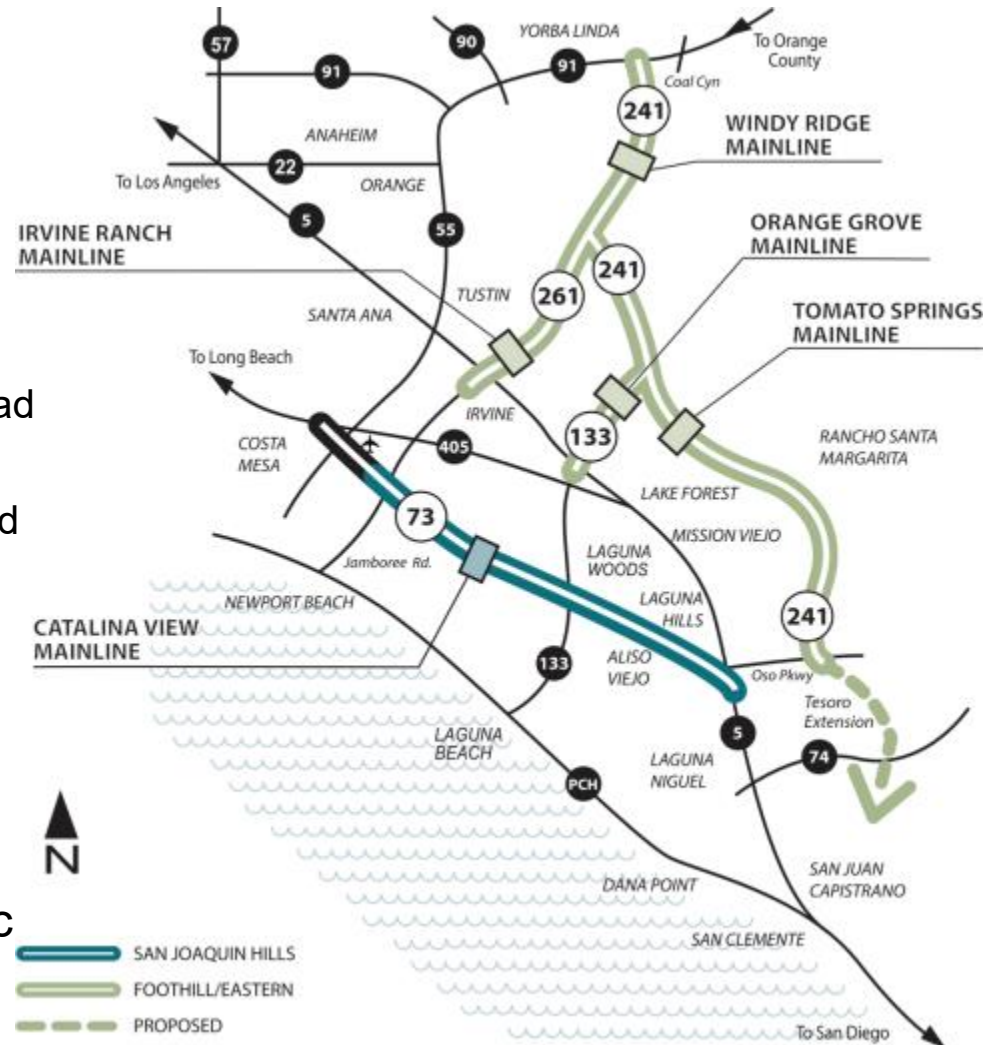 57
90
YORBA LINDA
To Orange
County
91
91
Coal Cyn
241
WINDY RIDGE
MAINLINE
ANAHEIM
22
ORANGE
To Los Angeles
5
55
ORANGE GROVE
MAINLINE
IRVINE RANCH
MAINLINE
241
261
TUSTIN
SANTA ANA
TOMATO SPRINGS
MAINLINE
To Long Beach
ad
IRVINE
133
COSTA
MESA
405
RANCHO SANTA
MARGARITA
LAKE FOREST
73
d
MISSION VIEJO
LAGUNA
WOODS
Jamboree Rd.
NEWPORT BEACH
LAGUNA
HILLS
241
CATALINA VIEW
MAINLINE
133
ALISO
VIEJO
Oso Pkwy
Tesoro
Extension
LAGUNA
BEACH
5
74
LAGUNA
NIGUEL
PCH
N
SAN JUAN
CAPISTRANO
DANA POINT
c
SAN CLEMENTE
SAN JOAQUIN HILLS
FOOTHILL/EASTERN
PROPOSED
To San Diego